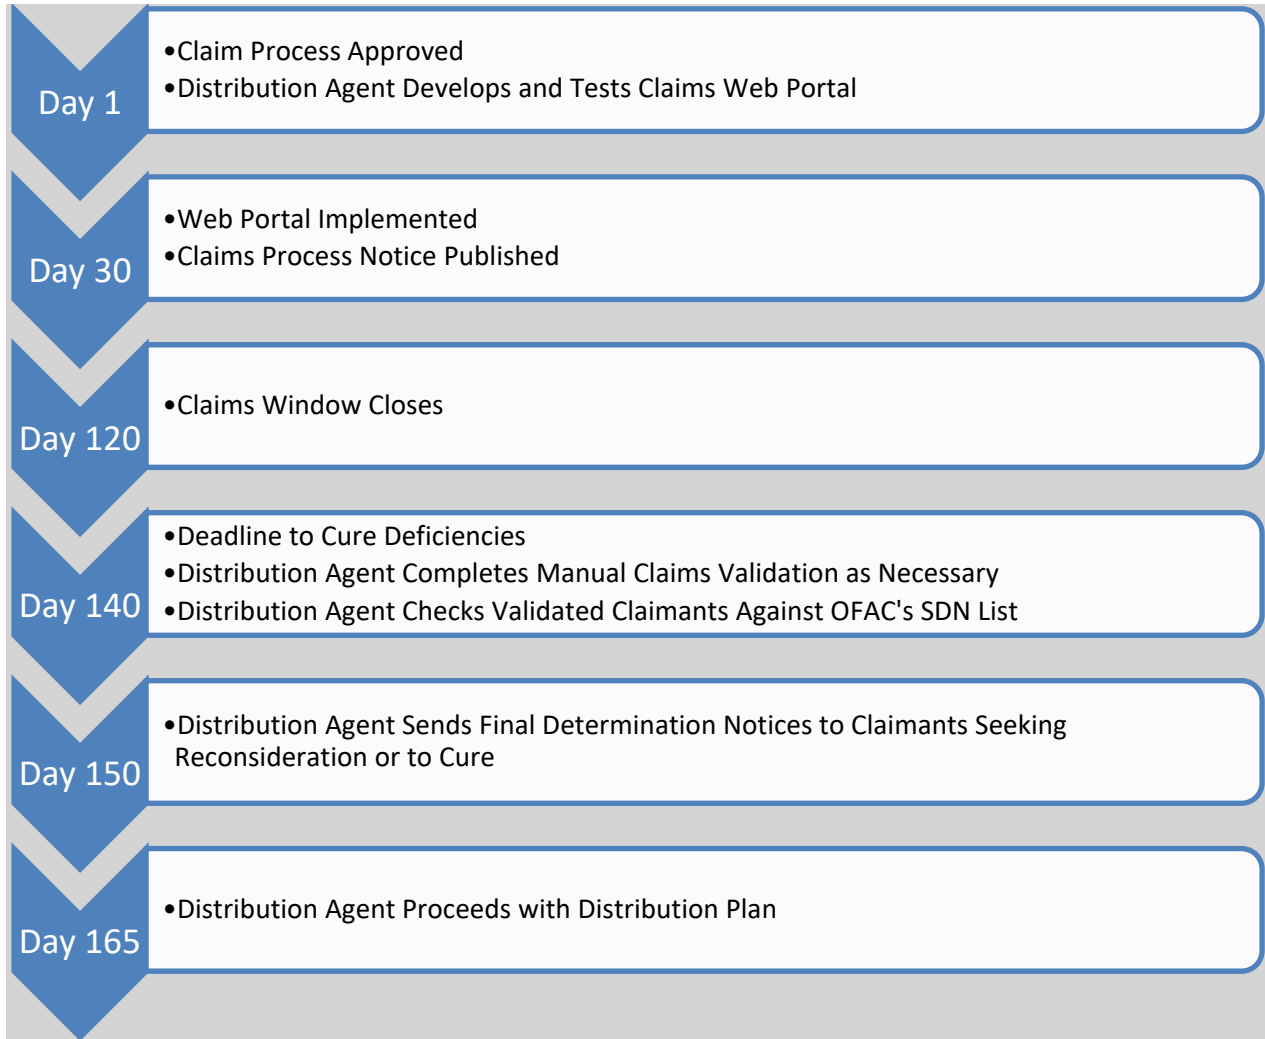 Day 1
•Claim Process Approved
•Distribution Agent Develops and Tests Claims Web Portal
Day 30
•Web Portal Implemented
•Claims Process Notice Published
Day 120
•Claims Window Closes
Day 140
•Deadline to Cure Deficiencies
•Distribution Agent Completes Manual Claims Validation as Necessary
•Distribution Agent Checks Validated Claimants Against OFAC's SDN List
Day 150
•Distribution Agent Sends Final Determination Notices to Claimants Seeking
Reconsideration or to Cure
Day 165
•Distribution Agent Proceeds with Distribution Plan